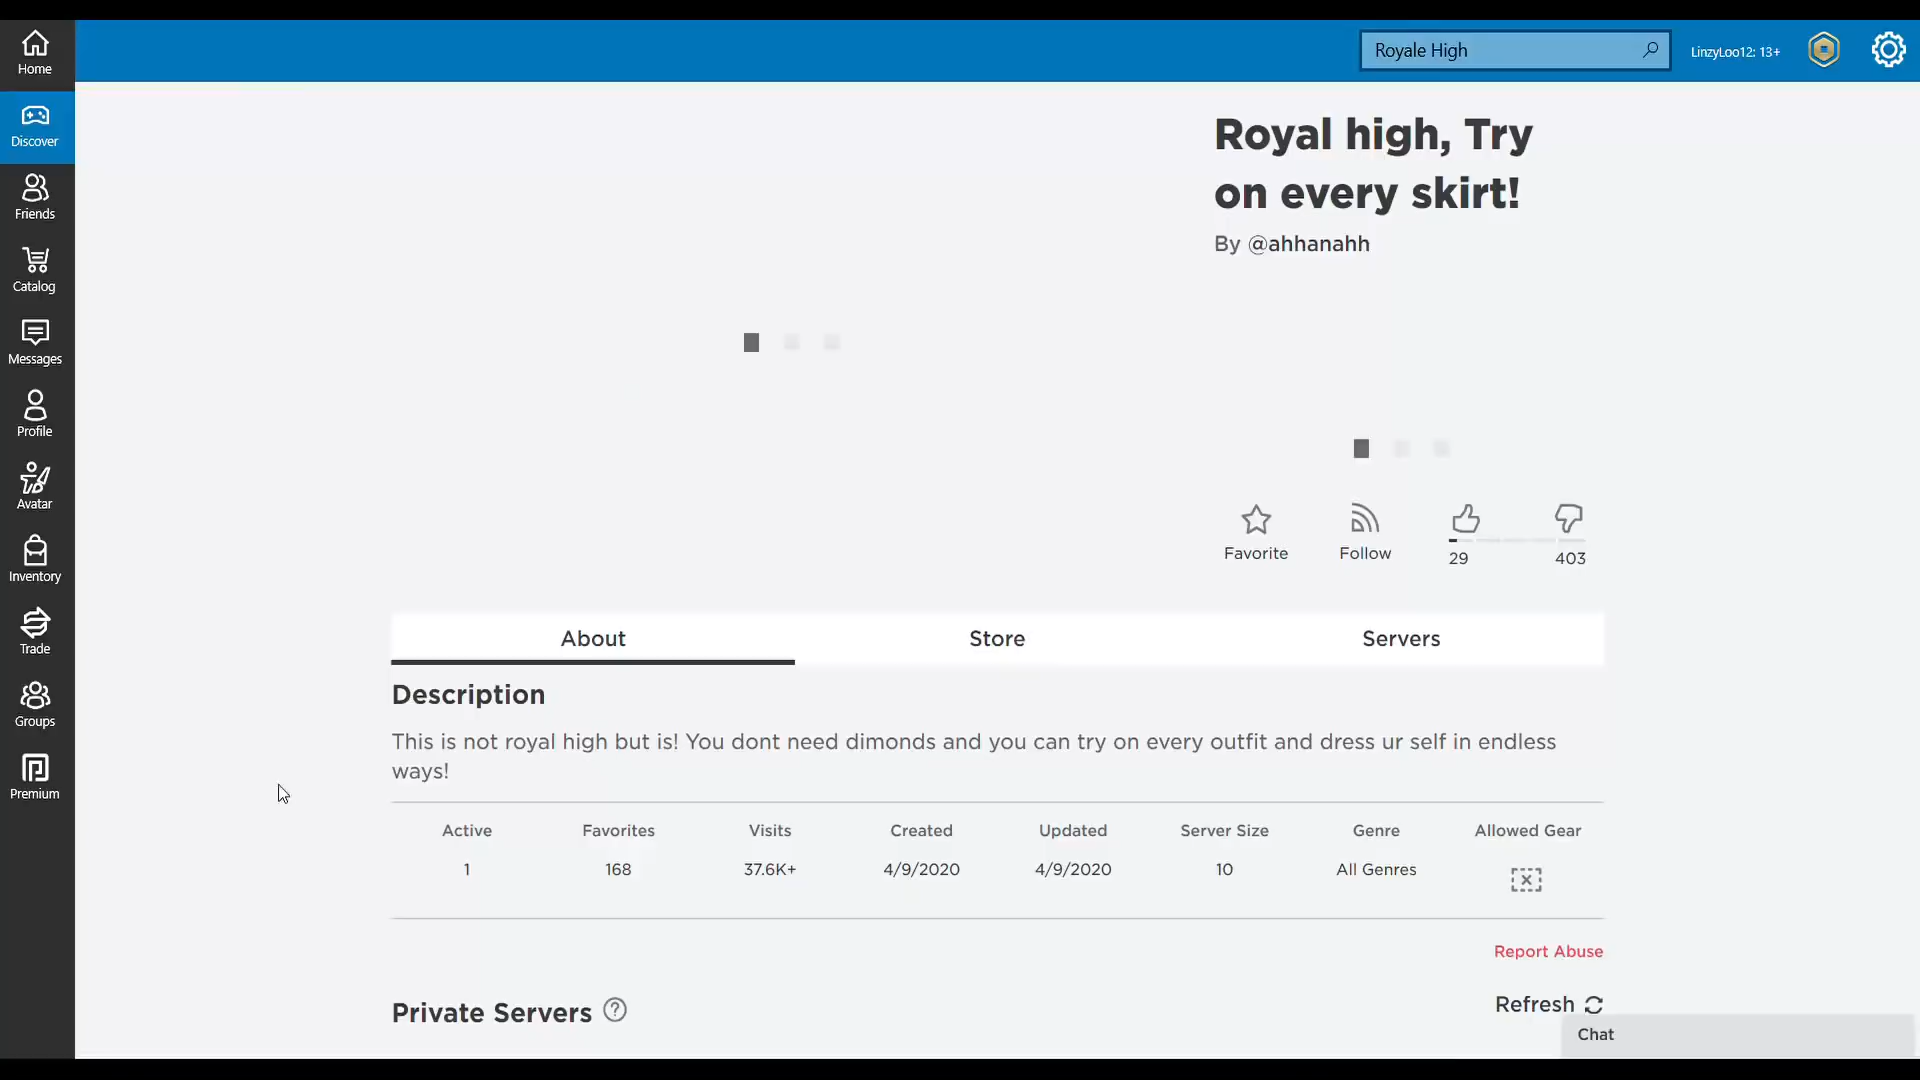 Home
Discover
Friends
Catalog
Messages
Profile
Avatar
Inventory
Trade
Groups
Premium
Royale High
LinzyLoo12: 13+
Royal high, Try
on every skirt!
By @ahhanahh
Favorite
Follow
29
403
About
Store
Servers
Description
This is not royal high but is! You dont need dimonds and you can try on every outfit and dress ur self in endless
ways!
Active Favorites Visits Created Updated Server Size Genre Allowed Gear
1 168 37.6K+ 4/9/2020 4/9/2020 10 All Genres
Report Abuse
Private Servers
Refresh
Chat